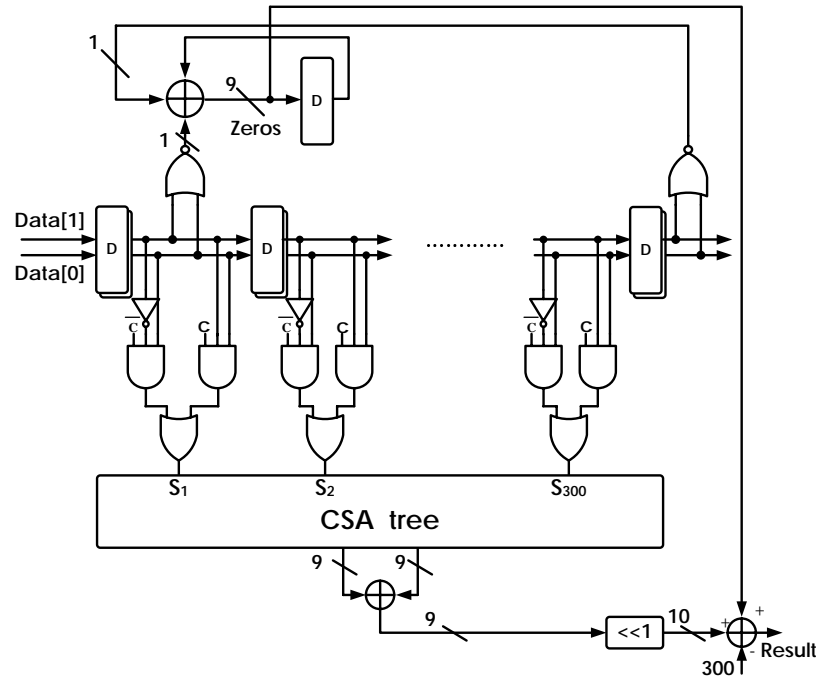 1
D
9
Zeros
1
Data[1]
Data[0]
D
D
............
D
C̅
C
C̅
C
C̅
C
S1
S2
S300
CSA tree
9
9
9
<<1
10
+
+
-
Result
300